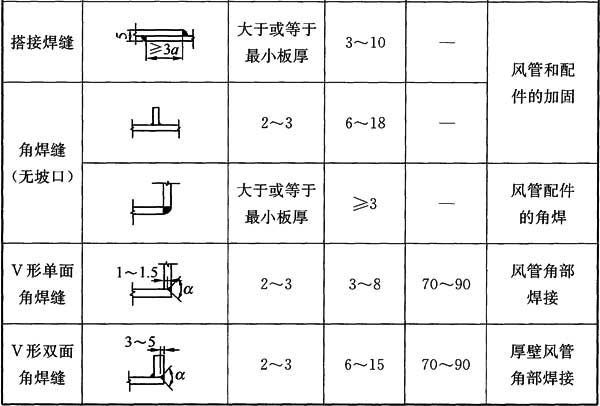 搭接焊缝
5
≥3a
大于或等于
最小板厚
3～10
—
风管和配
件的加固
角焊缝
（无坡口）
2～3
6～18
—
大于或等于
最小板厚
≥3
—
风管配件
的角焊
V形单面
角焊缝
1～1.5
α
2～3
3～8
70～90
风管角部
焊接
V形双面
角焊缝
3～5
α
2～3
6～15
70～90
厚壁风管
角部焊接